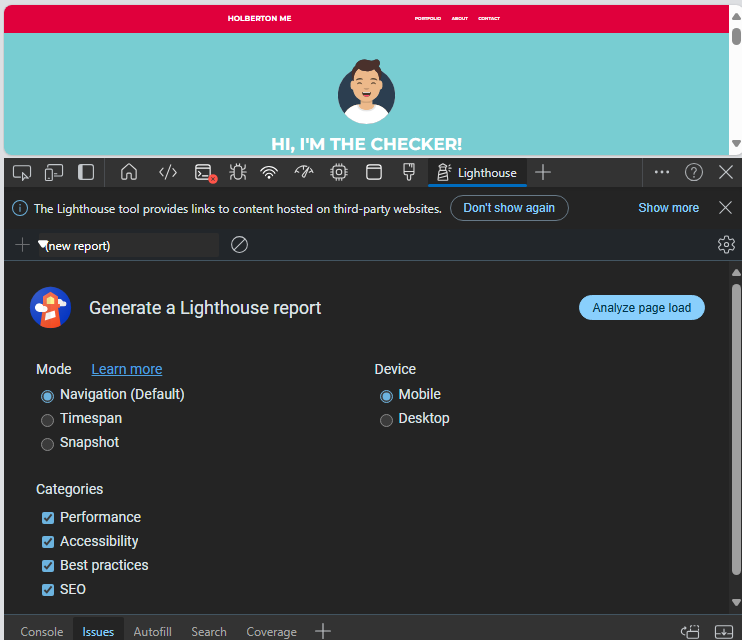 HOLBERTON ME PORTFOLIO ABOUT CONTACT
HI, I'M THE CHECKER!
Lighthouse
The Lighthouse tool provides links to content hosted on third-party websites. Don't show again Show more
(new report)
Generate a Lighthouse report Analyze page load
Mode Learn more Device
Navigation (Default) Mobile
Timespan Desktop
Snapshot
Categories
Performance
Accessibility
Best practices
SEO
Console Issues Autofill Search Coverage